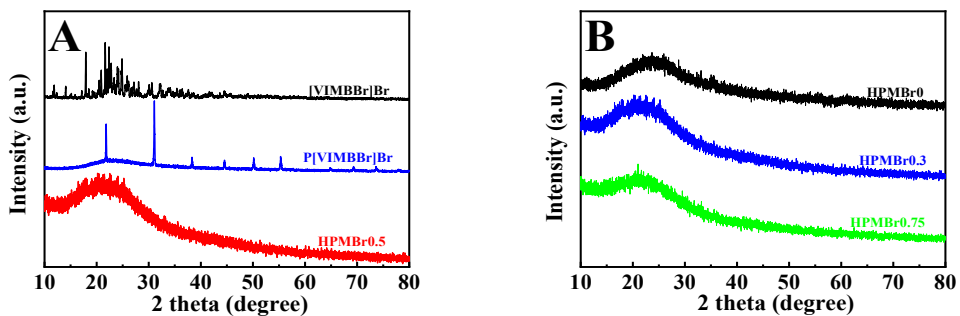 A
Intensity (a.u.)
[VIMBBr]Br
P[VIMBBr]Br
HPMBr0.5
10 20 30 40 50 60 70 80
2 theta (degree)
B
Intensity (a.u.)
HPMBr0
HPMBr0.3
HPMBr0.75
10 20 30 40 50 60 70 80
2 theta (degree)